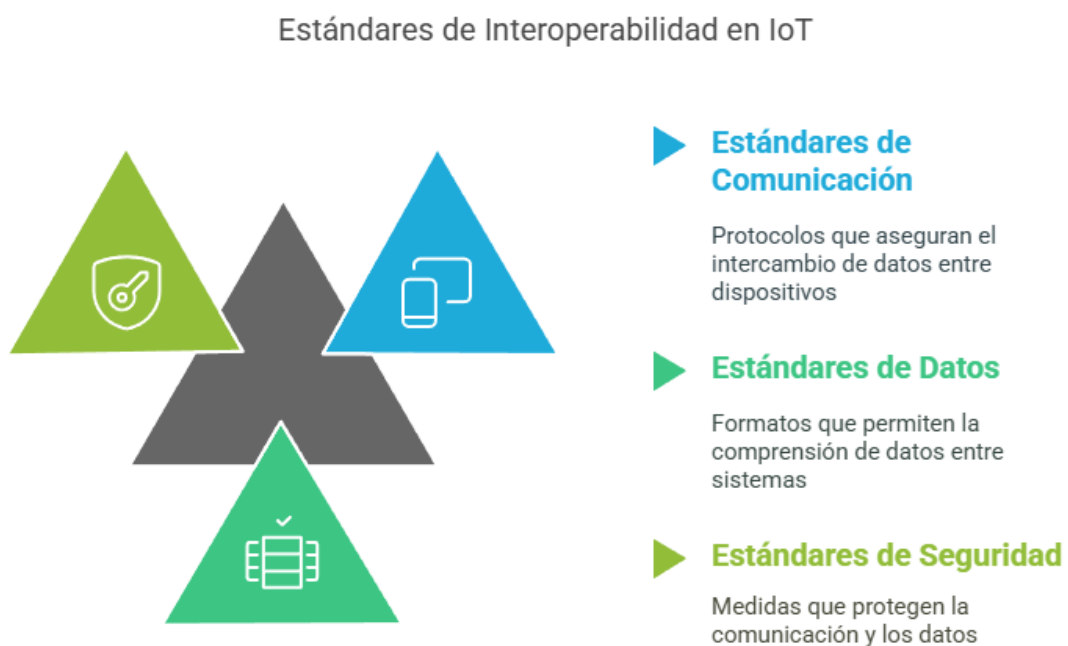 Estándares de Interoperabilidad en IoT
Estándares de
Comunicación
Protocolos que aseguran el
intercambio de datos entre
dispositivos
Estándares de Datos
Formatos que permiten la
comprensión de datos entre
sistemas
Estándares de Seguridad
Medidas que protegen la
comunicación y los datos